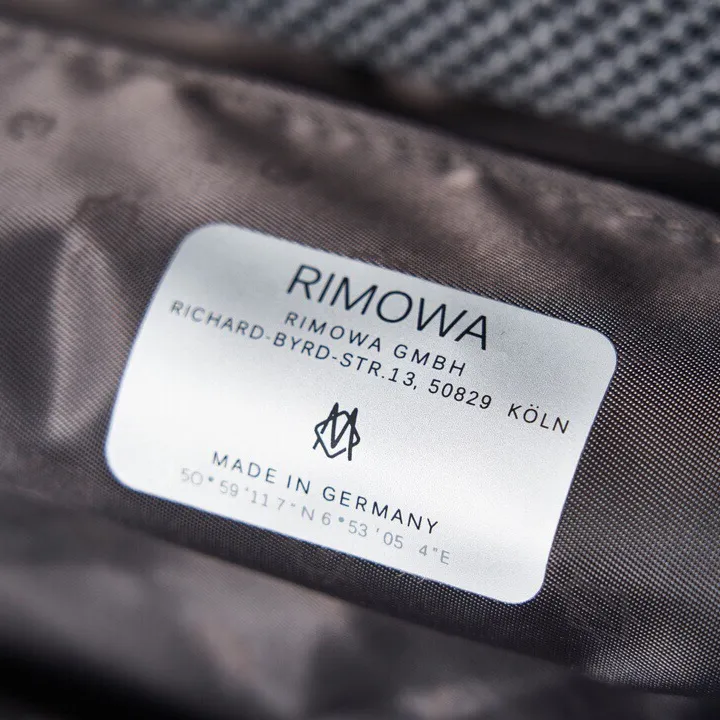 RIMOWA
RIMOWA GMBH
RICHARD-BYRD-STR.13, 50829 KÖLN
MADE IN GERMANY
50°59'11 7"N 6°53'05 4"E